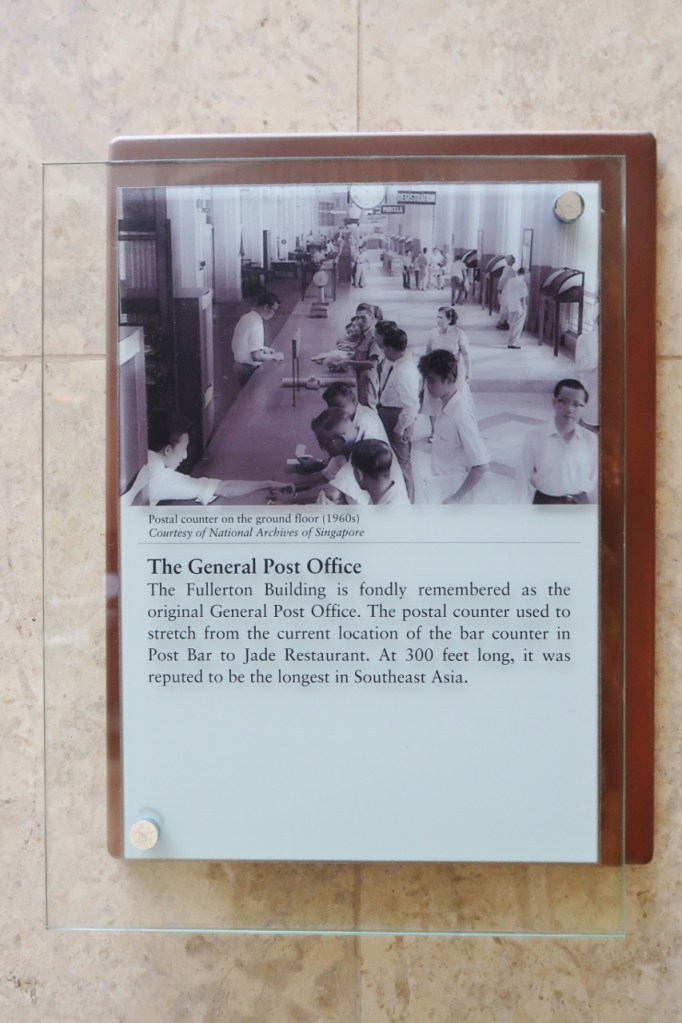 PARCELS
Postal counter on the ground floor (1960s)
Courtesy of National Archives of Singapore
The General Post Office
The Fullerton Building is fondly remembered as the
original General Post Office. The postal counter used to
stretch from the current location of the bar counter in
Post Bar to Jade Restaurant. At 300 feet long, it was
reputed to be the longest in Southeast Asia.